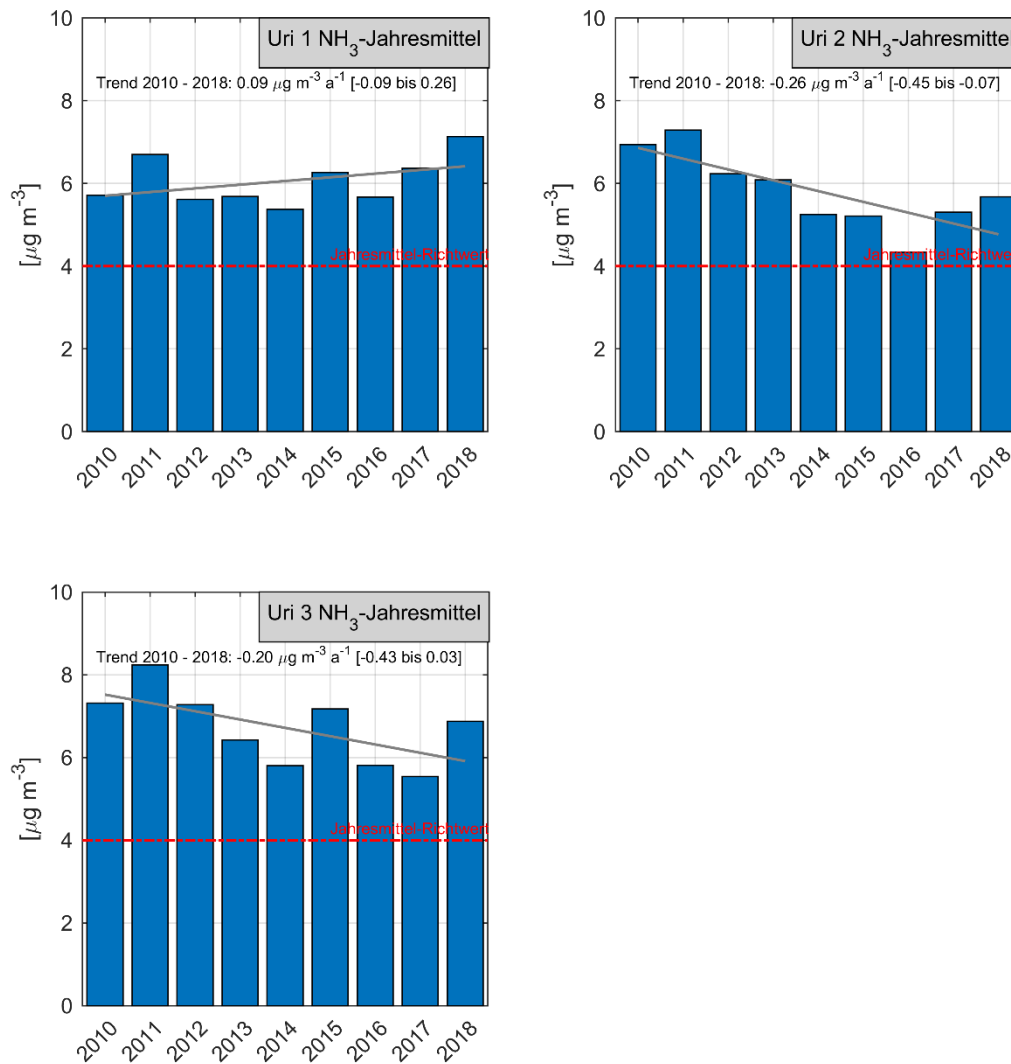 Uri 1 NH3-Jahresmittel
Trend 2010 - 2018: 0.09 μg m-3 a-1 [-0.09 bis 0.26]
[μg m-3]
10
8
6
4
2
0
Jahresmittel-Richtwert
2010 2011 2012 2013 2014 2015 2016 2017 2018
Uri 2 NH3-Jahresmitte
Trend 2010 - 2018: -0.26 μg m-3 a-1 [-0.45 bis -0.07]
[μg m-3]
10
8
6
4
2
0
Jahresmittel-Richtwe
2010 2011 2012 2013 2014 2015 2016 2017 2018
Uri 3 NH3-Jahresmittel
Trend 2010 - 2018: -0.20 μg m-3 a-1 [-0.43 bis 0.03]
[μg m-3]
10
8
6
4
2
0
Jahresmittel-Richtwert
2010 2011 2012 2013 2014 2015 2016 2017 2018